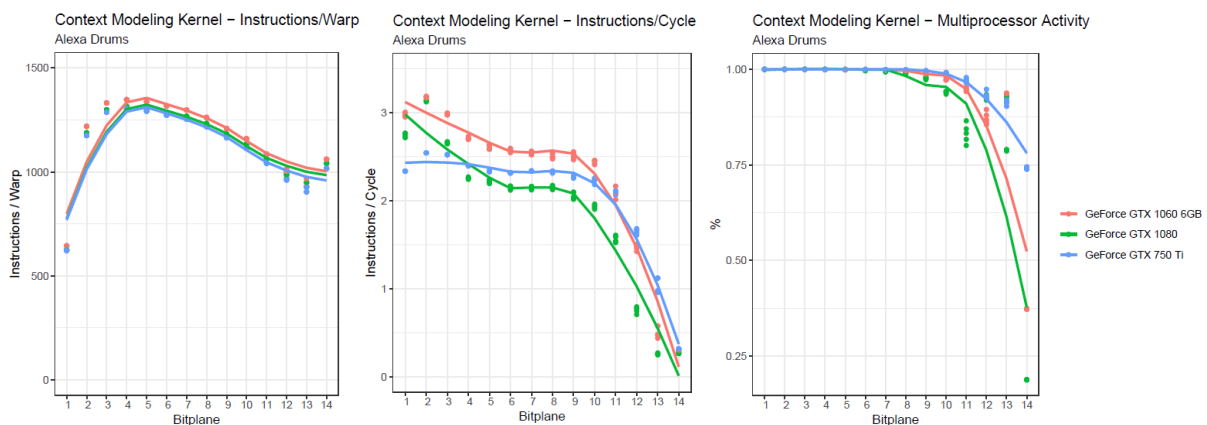 Context Modeling Kernel − Instructions/Warp
Alexa Drums
Instructions / Warp
1500
1000
500
0
1 2 3 4 5 6 7 8 9 10 11 12 13 14
Bitplane
Context Modeling Kernel − Instructions/Cycle
Alexa Drums
Instructions / Cycle
3
2
1
0
1 2 3 4 5 6 7 8 9 10 11 12 13 14
Bitplane
Context Modeling Kernel − Multiprocessor Activity
Alexa Drums
%
1.00
0.75
0.50
0.25
1 2 3 4 5 6 7 8 9 10 11 12 13 14
Bitplane
GeForce GTX 1060 6GB
GeForce GTX 1080
GeForce GTX 750 Ti